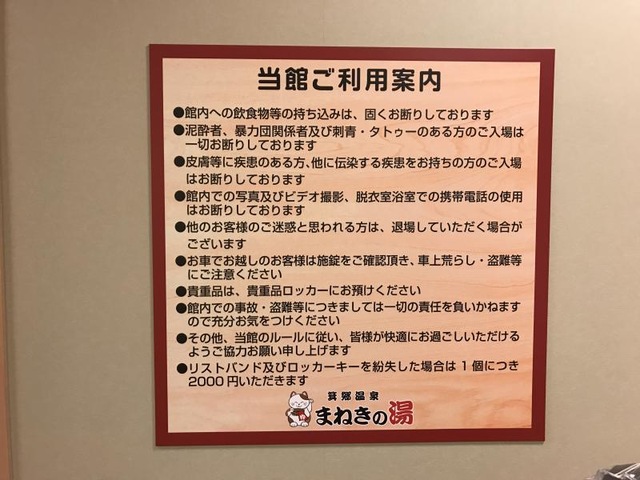 当館ご利用案内
●館内への飲食物等の持ち込みは、固くお断りしております
●泥酔者、暴力団関係者及び刺青・タトゥーのある方のご入場は
一切お断りしております
●皮膚等に疾患のある方、他に伝染する疾患をお持ちの方のご入場
はお断りしております
●館内での写真及びビデオ撮影、脱衣室浴室での携帯電話の使用
はお断りしております
●他のお客様のご迷惑と思われる方は、退場していただく場合が
ございます
●お車でお越しのお客様は施錠をご確認頂き、車上荒らし・盗難等
にご注意ください
●貴重品は、貴重品ロッカーにお預けください
●館内での事故・盗難等につきましては一切の責任を負いかねます
ので充分お気をつけください
●その他、当館のルールに従い、皆様が快適にお過ごしいただける
ようご協力お願い申し上げます
●リストバンド及びロッカーキーを紛失した場合は1個につき
2000円いただきます
箕面温泉
まねきの湯